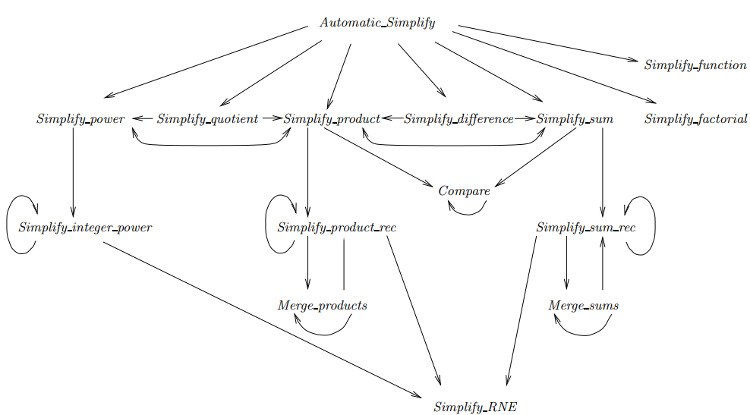 Automatic_Simplify
Simplify_function
Simplify_power Simplify_quotient Simplify_product Simplify_difference Simplify_sum Simplify_factorial
Compare
Simplify_integer_power Simplify_product_rec Simplify_sum_rec
Merge_products Merge_sums
Simplify_RNE